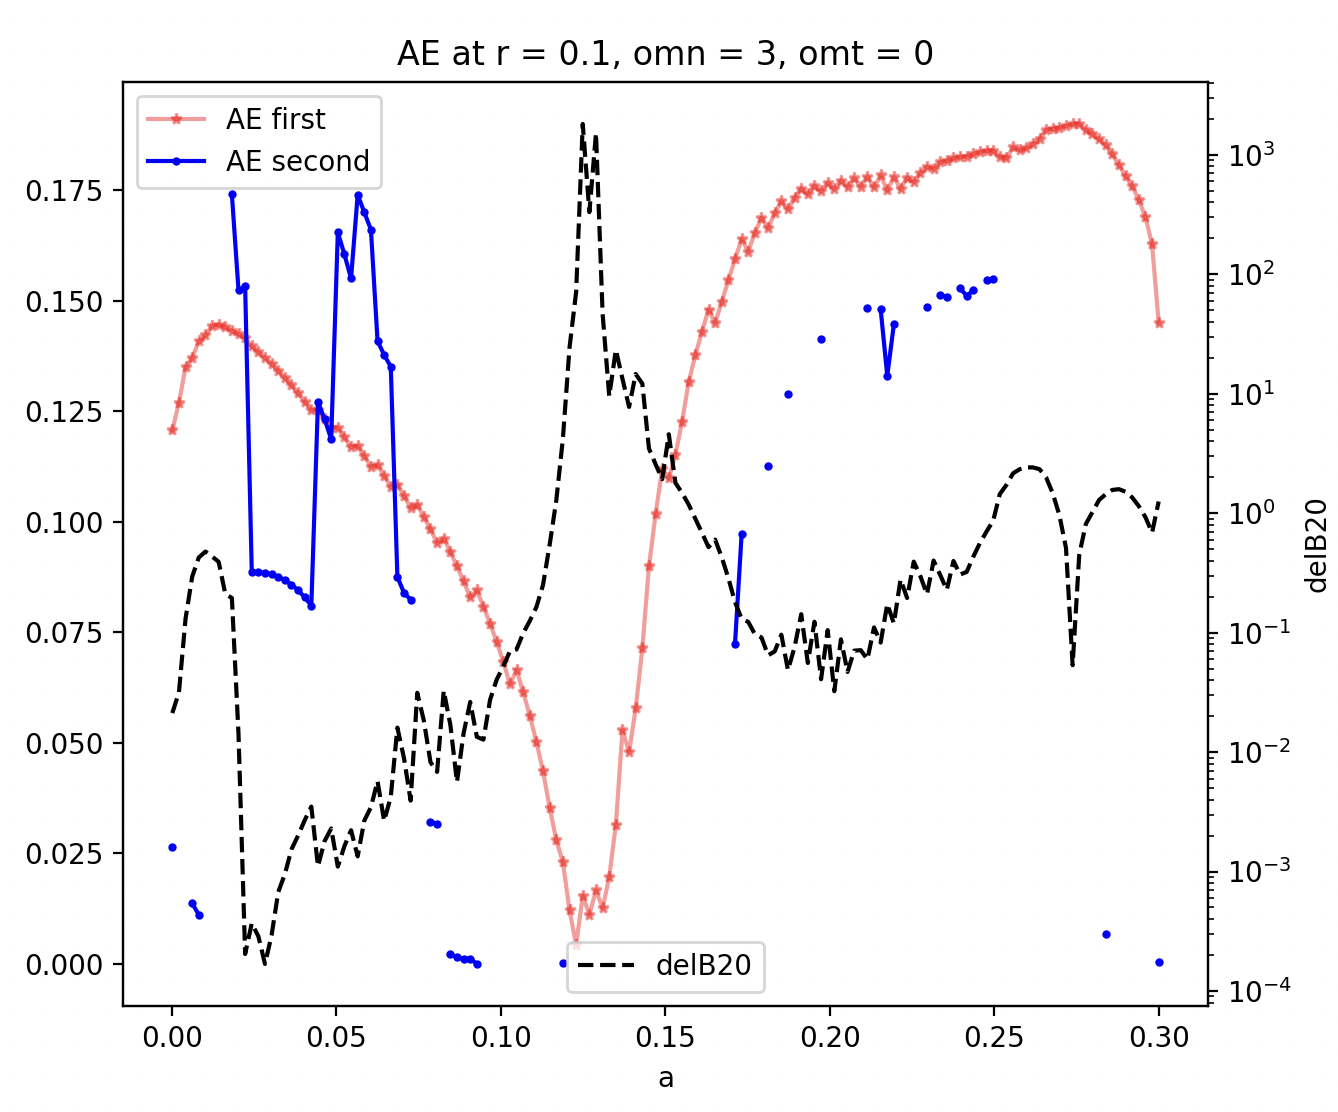 AE at r = 0.1, omn = 3, omt = 0
AE first
AE second
0.175
0.150
0.125
0.100
0.075
0.050
0.025
0.000
10³
10²
10¹
10⁰
10⁻¹
10⁻²
10⁻³
10⁻⁴
delB20
delB20
0.00 0.05 0.10 0.15 0.20 0.25 0.30
a